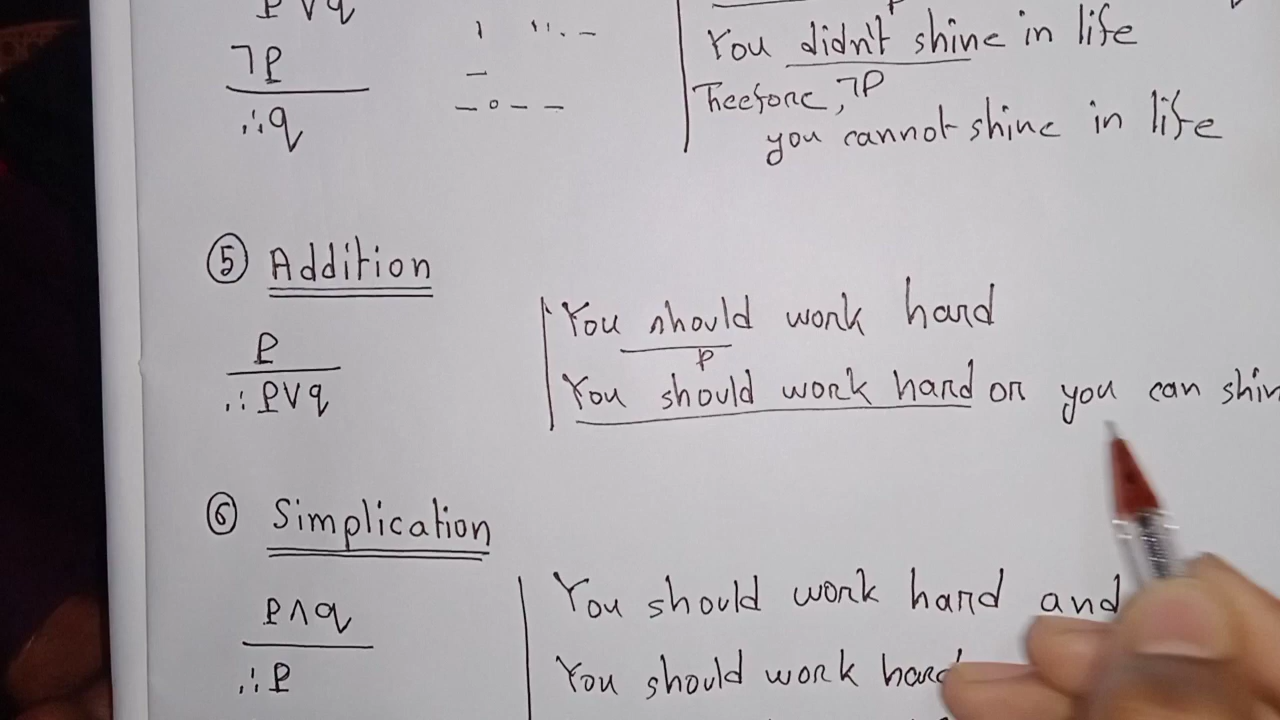 P∨q
¬P
∴q
You didn't shine in life
Theefore, ¬P
you cannot shine in life
⑤ Addition
P
∴ P∨q
You should work hard
P
You should work hard or you can shin
⑥ Simplication
P∧q
∴ P
You should work hard and
You should work hard